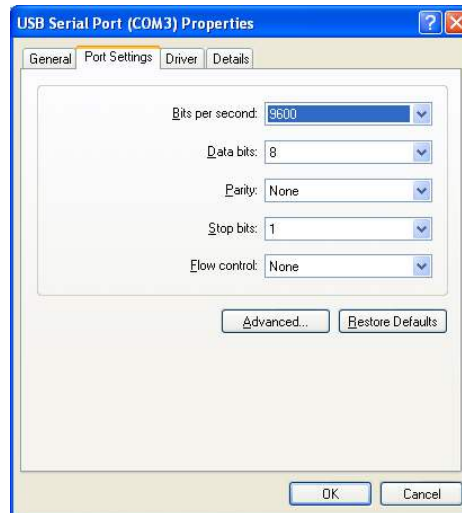 USB Serial Port (COM3) Properties
General Port Settings Driver Details
Bits per second: 9600
Data bits: 8
Parity: None
Stop bits: 1
Flow control: None
Advanced... Restore Defaults
OK Cancel